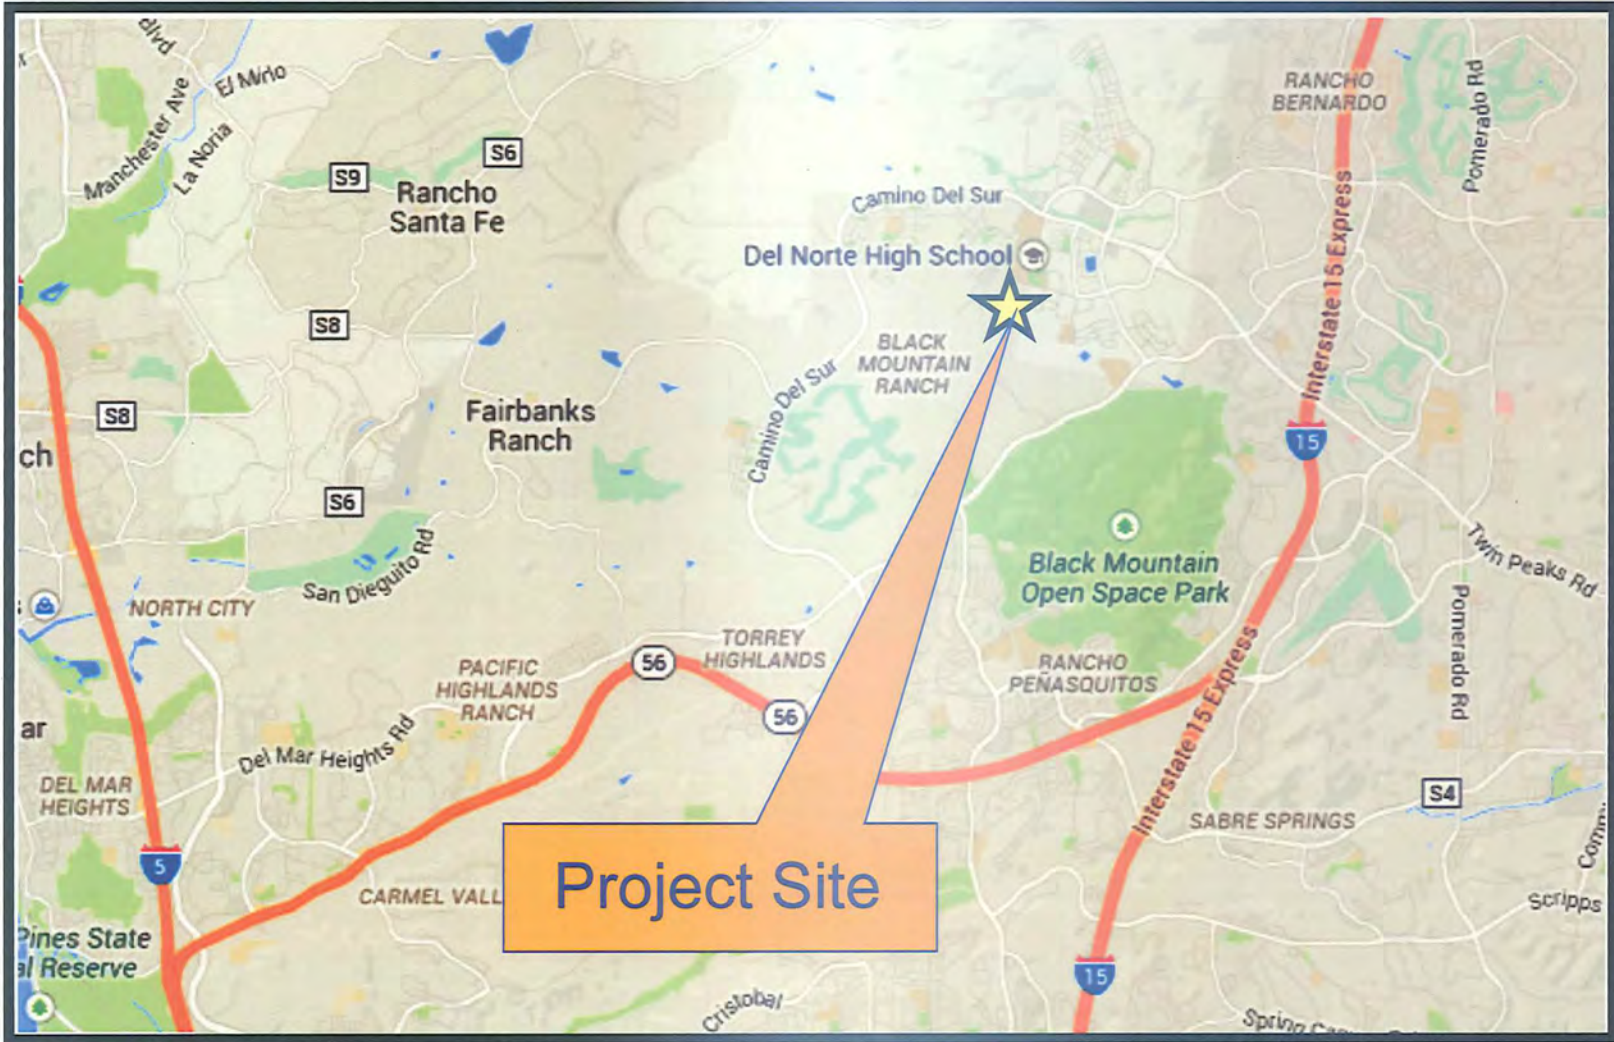 Blvd
El Mirlo
Manchester Ave
La Noria
S9
S6
Rancho
Santa Fe
RANCHO
BERNARDO
Pomerado Rd
Camino Del Sur
Del Norte High School
Interstate 15 Express
S8
BLACK
MOUNTAIN
RANCH
Camino Del Sur
S8
Fairbanks
Ranch
15
ch
S6
San Dieguito Rd
Black Mountain
Open Space Park
Twin Peaks Rd
NORTH CITY
Pomerado Rd
TORREY
HIGHLANDS
56
PACIFIC
HIGHLANDS
RANCH
RANCHO
PEÑASQUITOS
56
Interstate 15 Express
ar
Del Mar Heights Rd
DEL MAR
HEIGHTS
S4
SABRE SPRINGS
Comm
5
Project Site
CARMEL VALL
Scripps
Pines State
al Reserve
15
Cristobal